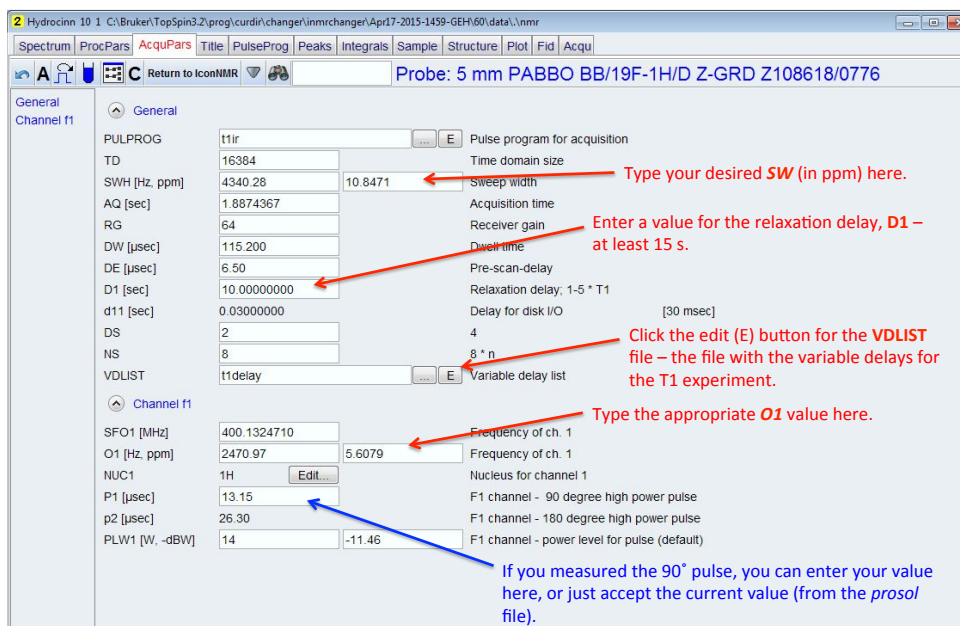 2 Hydrocinn 10 1 C:\Bruker\TopSpin3.2\prog\curdir\changer\inmrchanger\Apr17-2015-1459-GEH\60\data\.\nmr
Spectrum ProcPars AcquPars Title PulseProg Peaks Integrals Sample Structure Plot Fid Acqu
A C Return to IconNMR Probe: 5 mm PABBO BB/19F-1H/D Z-GRD Z108618/0776
General
Channel f1
General
PULPROG t1ir ... E Pulse program for acquisition
TD 16384 Time domain size
SWH [Hz, ppm] 4340.28 10.8471 Sweep width
Type your desired SW (in ppm) here.
AQ [sec] 1.8874367 Acquisition time
RG 64 Receiver gain
Enter a value for the relaxation delay, D1 –
at least 15 s.
DW [µsec] 115.200 Dwell time
DE [µsec] 6.50 Pre-scan-delay
D1 [sec] 10.00000000 Relaxation delay; 1-5 * T1
d11 [sec] 0.03000000 Delay for disk I/O [30 msec]
DS 2 4
NS 8 8 * n
VDLIST t1delay ... E Variable delay list
Click the edit (E) button for the VDLIST
file – the file with the variable delays for
the T1 experiment.
Channel f1
Type the appropriate O1 value here.
SFO1 [MHz] 400.1324710 Frequency of ch. 1
O1 [Hz, ppm] 2470.97 5.6079 Frequency of ch. 1
NUC1 1H Edit... Nucleus for channel 1
P1 [µsec] 13.15 F1 channel - 90 degree high power pulse
p2 [µsec] 26.30 F1 channel - 180 degree high power pulse
PLW1 [W, -dBW] 14 -11.46 F1 channel - power level for pulse (default)
If you measured the 90˚ pulse, you can enter your value
here, or just accept the current value (from the prosol
file).